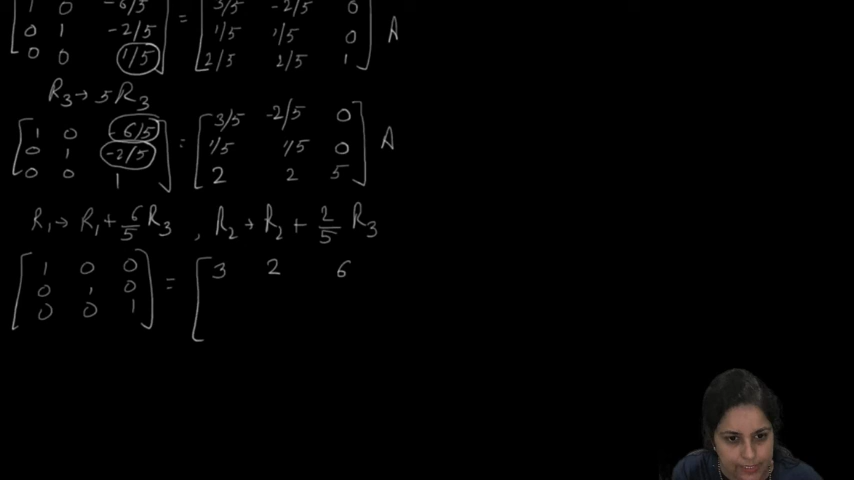 1 0 -6/5 = 3/5 -2/5 0
0 1 -2/5 1/5 1/5 0 A
0 0 1/5 2/5 2/5 1
R3 → 5R3
1 0 -6/5 = 3/5 -2/5 0
0 1 -2/5 1/5 1/5 0 A
0 0 1 2 2 5
R1 → R1 + 6/5 R3 , R2 → R2 + 2/5 R3
1 0 0 = [ 3 2 6
0 1 0
0 0 1